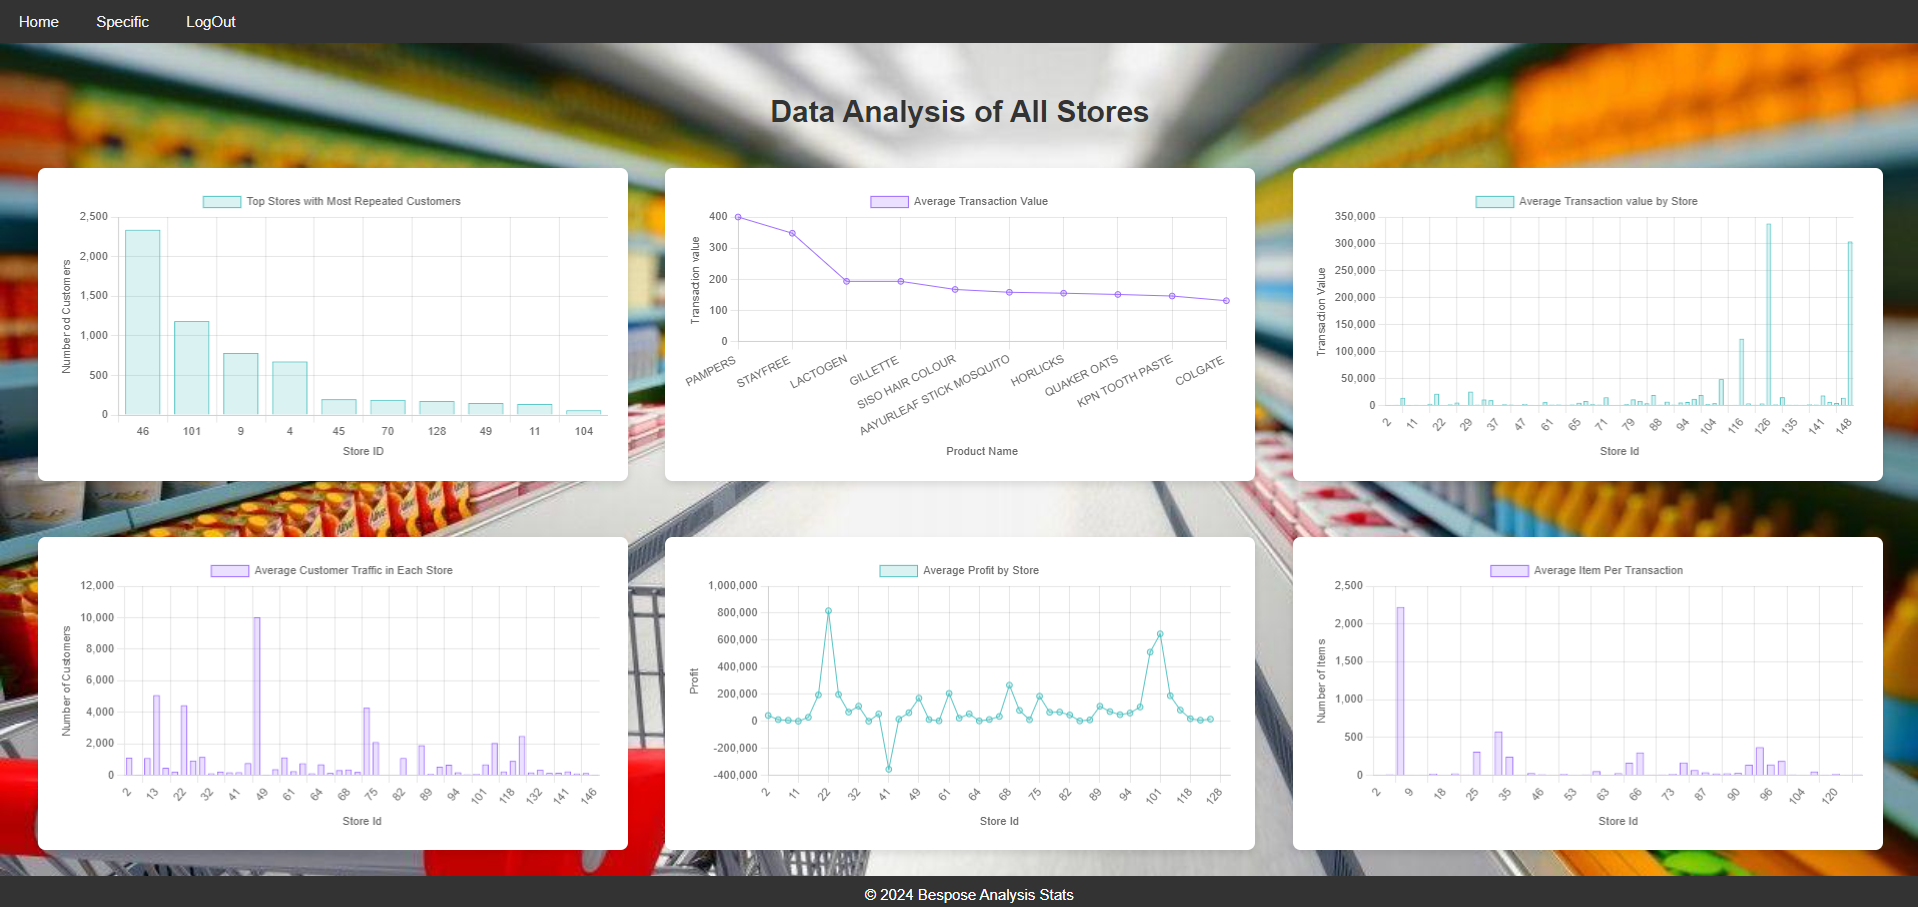 Home Specific LogOut
Data Analysis of All Stores
Top Stores with Most Repeated Customers
2,500
2,000
1,500
1,000
500
0
Number od Customers
46 101 9 4 45 70 128 49 11 104
Store ID
Average Transaction Value
400
300
200
100
0
Transaction value
PAMPERS STAYFREE LACTOGEN GILLETTE SISO HAIR COLOUR AAYURLEAF STICK MOSQUITO HORLICKS QUAKER OATS KPN TOOTH PASTE COLGATE
Product Name
Average Transaction value by Store
350,000
300,000
250,000
200,000
150,000
100,000
50,000
0
Transaction Value
2 11 22 29 37 47 61 65 71 79 88 94 104 116 126 135 141 148
Store Id
Average Customer Traffic in Each Store
12,000
10,000
8,000
6,000
4,000
2,000
0
Number of Customers
2 13 22 32 41 49 61 64 68 75 82 89 94 101 118 132 141 146
Store Id
Average Profit by Store
1,000,000
800,000
600,000
400,000
200,000
0
-200,000
-400,000
Profit
2 11 22 32 41 49 61 64 68 75 82 89 94 101 118 128
Store Id
Average Item Per Transaction
2,500
2,000
1,500
1,000
500
0
Number of Items
2 9 18 25 35 46 53 63 66 73 87 90 96 104 120
Store Id
© 2024 Bespose Analysis Stats